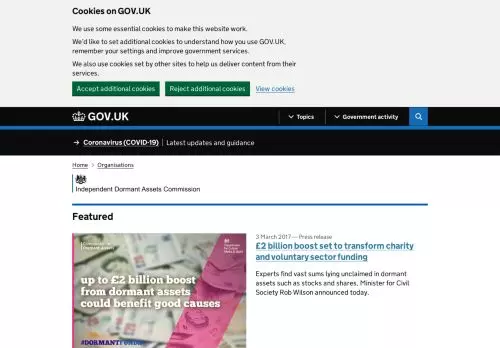 Cookies on GOV.UK
We use some essential cookies to make this website work.
We'd like to set additional cookies to understand how you use GOV.UK,
remember your settings and improve government services.
We also use cookies set by other sites to help us deliver content from their
services.
Accept additional cookies Reject additional cookies View cookies
GOV.UK Topics Government activity
→ Coronavirus (COVID-19) Latest updates and guidance
Home > Organisations
Independent Dormant Assets Commission
Featured
3 March 2017 — Press release
£2 billion boost set to transform charity
and voluntary sector funding
Experts find vast sums lying unclaimed in dormant
assets such as stocks and shares, Minister for Civil
Society Rob Wilson announced today.
up to £2 billion boost
from dormant assets
could benefit good causes